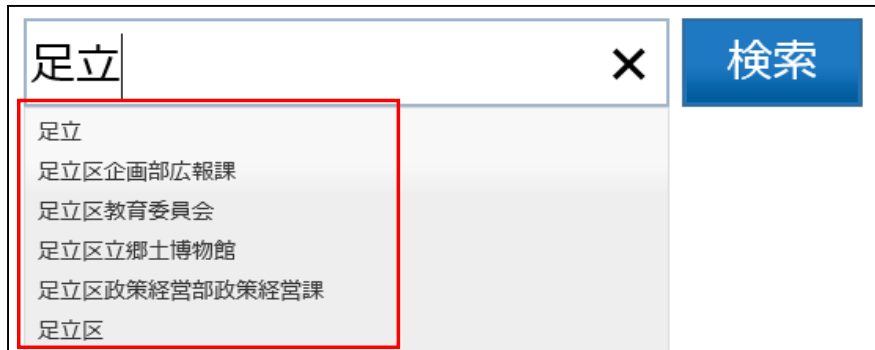 足立 × 検索
足立
足立区企画部広報課
足立区教育委員会
足立区立郷土博物館
足立区政策経営部政策経営課
足立区